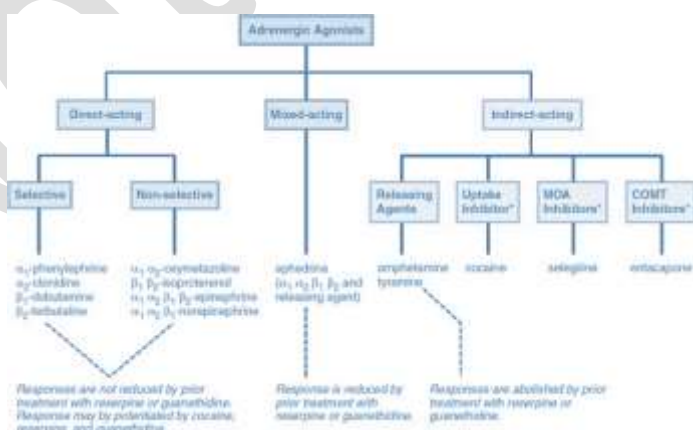 Adrenergic Agonists
Direct-acting
Mixed-acting
Indirect-acting
Selective
Non-selective
Releasing
Agents
Uptake
Inhibitor*
MOA
Inhibitors*
COMT
Inhibitors*
α₁-phenylephrine
α₂-clonidine
β₁-dobutamine
β₂-terbutaline
α₁ α₂-oxymetazoline
β₁ β₂-isoproterenol
α₁ α₂ β₁ β₂-epinephrine
α₁ α₂ β₁-norepinephrine
ephedrine
(α₁ α₂ β₁ β₂ and
releasing agent)
amphetamine
tyramine
cocaine
selegiline
entacapone
Responses are not reduced by prior
treatment with reserpine or guanethidine.
Response may be potentiated by cocaine,
reserpine, and guanethidine
Response is reduced by
prior treatment with
reserpine or guanethidine
Responses are abolished by prior
treatment with reserpine or
guanethidine.